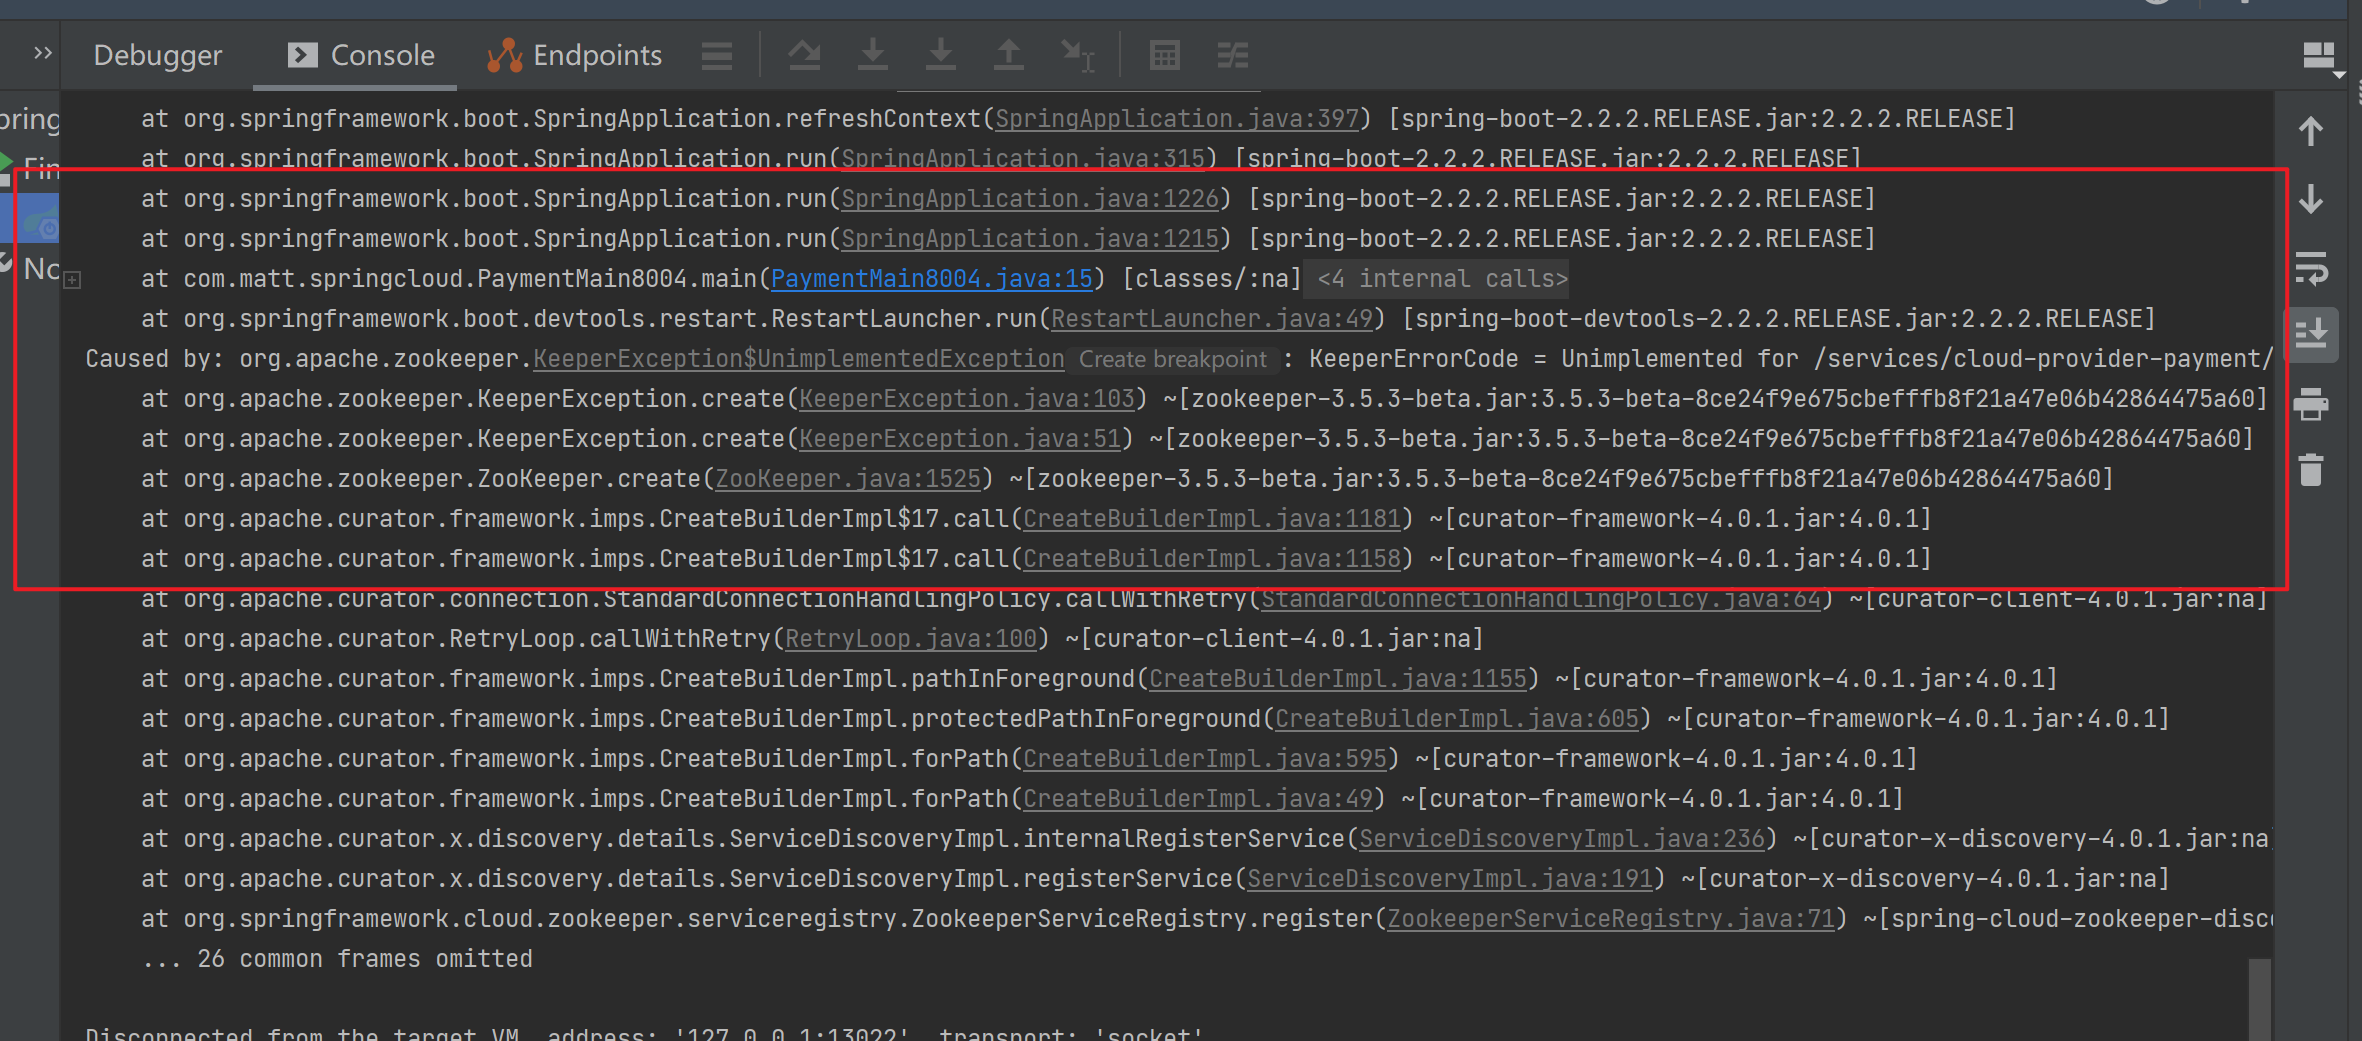 Debugger Console Endpoints
pring
at org.springframework.boot.SpringApplication.refreshContext(SpringApplication.java:397) [spring-boot-2.2.2.RELEASE.jar:2.2.2.RELEASE]
Fin
at org.springframework.boot.SpringApplication.run(SpringApplication.java:315) [spring-boot-2.2.2.RELEASE.jar:2.2.2.RELEASE]
at org.springframework.boot.SpringApplication.run(SpringApplication.java:1226) [spring-boot-2.2.2.RELEASE.jar:2.2.2.RELEASE]
at org.springframework.boot.SpringApplication.run(SpringApplication.java:1215) [spring-boot-2.2.2.RELEASE.jar:2.2.2.RELEASE]
No
at com.matt.springcloud.PaymentMain8004.main(PaymentMain8004.java:15) [classes/:na] <4 internal calls>
at org.springframework.boot.devtools.restart.RestartLauncher.run(RestartLauncher.java:49) [spring-boot-devtools-2.2.2.RELEASE.jar:2.2.2.RELEASE]
Caused by: org.apache.zookeeper.KeeperException$UnimplementedException Create breakpoint : KeeperErrorCode = Unimplemented for /services/cloud-provider-payment/
at org.apache.zookeeper.KeeperException.create(KeeperException.java:103) ~[zookeeper-3.5.3-beta.jar:3.5.3-beta-8ce24f9e675cbefffb8f21a47e06b42864475a60]
at org.apache.zookeeper.KeeperException.create(KeeperException.java:51) ~[zookeeper-3.5.3-beta.jar:3.5.3-beta-8ce24f9e675cbefffb8f21a47e06b42864475a60]
at org.apache.zookeeper.ZooKeeper.create(ZooKeeper.java:1525) ~[zookeeper-3.5.3-beta.jar:3.5.3-beta-8ce24f9e675cbefffb8f21a47e06b42864475a60]
at org.apache.curator.framework.imps.CreateBuilderImpl$17.call(CreateBuilderImpl.java:1181) ~[curator-framework-4.0.1.jar:4.0.1]
at org.apache.curator.framework.imps.CreateBuilderImpl$17.call(CreateBuilderImpl.java:1158) ~[curator-framework-4.0.1.jar:4.0.1]
at org.apache.curator.connection.StandardConnectionHandlingPolicy.callWithRetry(StandardConnectionHandlingPolicy.java:64) ~[curator-client-4.0.1.jar:na]
at org.apache.curator.RetryLoop.callWithRetry(RetryLoop.java:100) ~[curator-client-4.0.1.jar:na]
at org.apache.curator.framework.imps.CreateBuilderImpl.pathInForeground(CreateBuilderImpl.java:1155) ~[curator-framework-4.0.1.jar:4.0.1]
at org.apache.curator.framework.imps.CreateBuilderImpl.protectedPathInForeground(CreateBuilderImpl.java:605) ~[curator-framework-4.0.1.jar:4.0.1]
at org.apache.curator.framework.imps.CreateBuilderImpl.forPath(CreateBuilderImpl.java:595) ~[curator-framework-4.0.1.jar:4.0.1]
at org.apache.curator.framework.imps.CreateBuilderImpl.forPath(CreateBuilderImpl.java:49) ~[curator-framework-4.0.1.jar:4.0.1]
at org.apache.curator.x.discovery.details.ServiceDiscoveryImpl.internalRegisterService(ServiceDiscoveryImpl.java:236) ~[curator-x-discovery-4.0.1.jar:na]
at org.apache.curator.x.discovery.details.ServiceDiscoveryImpl.registerService(ServiceDiscoveryImpl.java:191) ~[curator-x-discovery-4.0.1.jar:na]
at org.springframework.cloud.zookeeper.serviceregistry.ZookeeperServiceRegistry.register(ZookeeperServiceRegistry.java:71) ~[spring-cloud-zookeeper-disc
... 26 common frames omitted
Disconnected from the target VM, address: '127.0.0.1:13022', transport: 'socket'